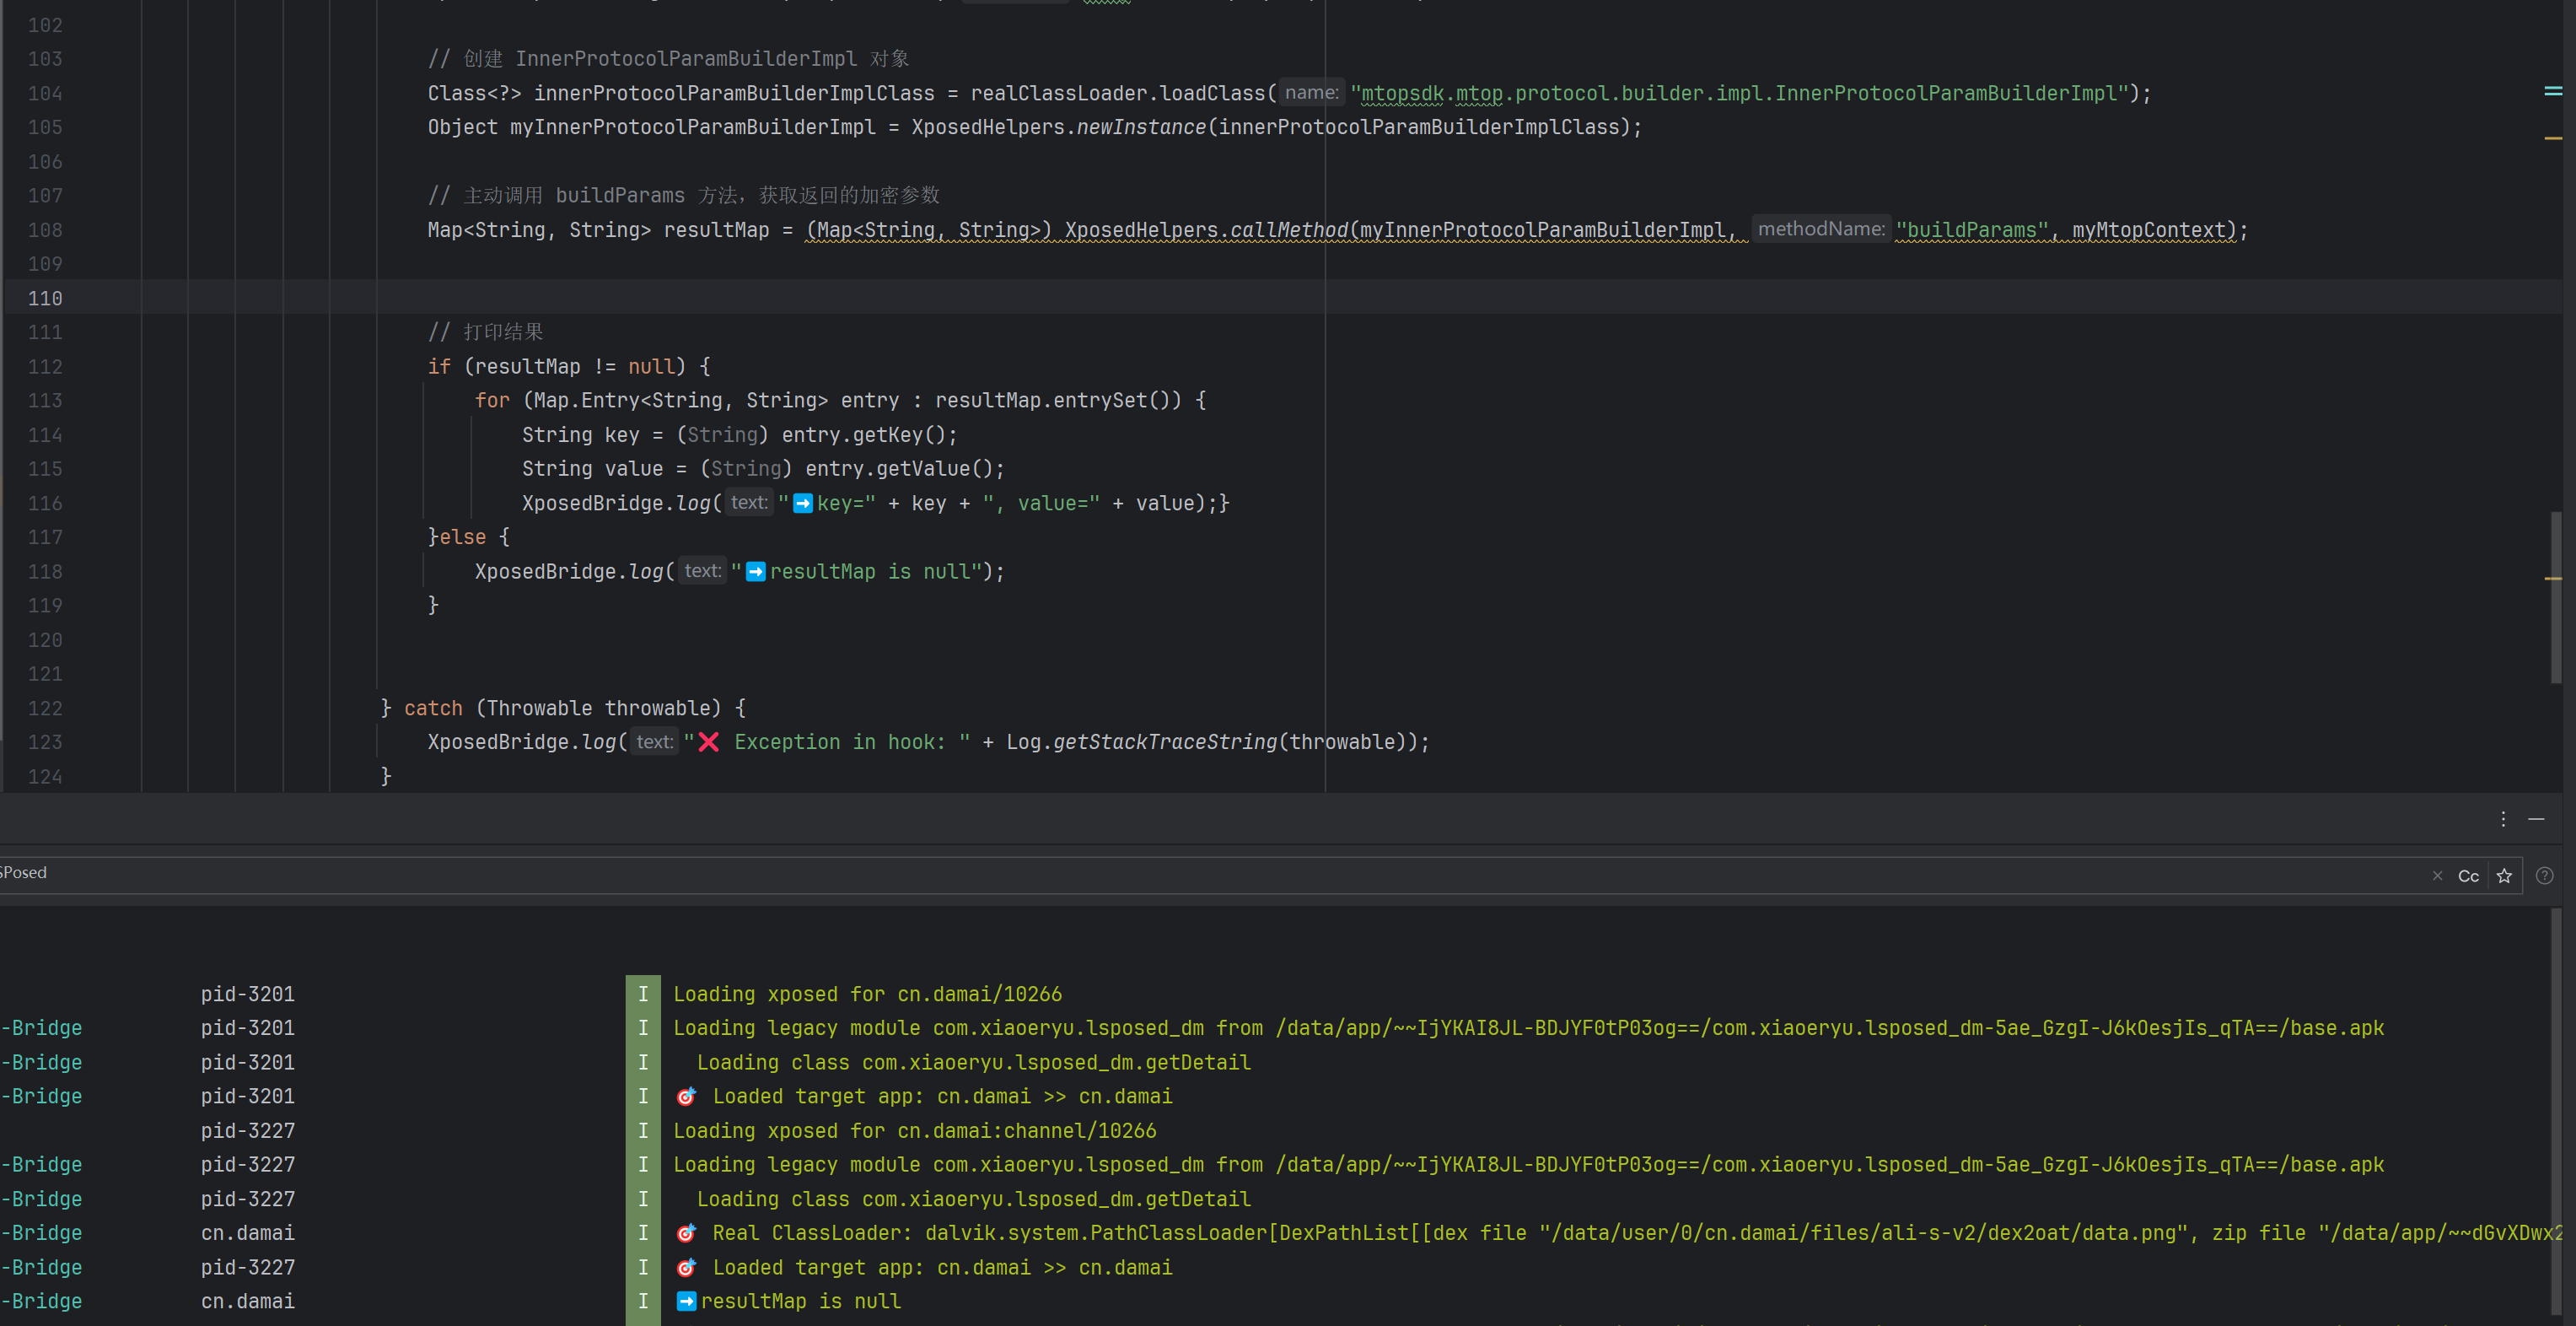 102
103 // 创建 InnerProtocolParamBuilderImpl 对象
104 Class<?> innerProtocolParamBuilderImplClass = realClassLoader.loadClass( name: "mtopsdk.mtop.protocol.builder.impl.InnerProtocolParamBuilderImpl");
105 Object myInnerProtocolParamBuilderImpl = XposedHelpers.newInstance(innerProtocolParamBuilderImplClass);
106
107 // 主动调用 buildParams 方法，获取返回的加密参数
108 Map<String, String> resultMap = (Map<String, String>) XposedHelpers.callMethod(myInnerProtocolParamBuilderImpl, methodName: "buildParams", myMtopContext);
109
110
111 // 打印结果
112 if (resultMap != null) {
113 for (Map.Entry<String, String> entry : resultMap.entrySet()) {
114 String key = (String) entry.getKey();
115 String value = (String) entry.getValue();
116 XposedBridge.log( text: "➡️key=" + key + ", value=" + value);}
117 }else {
118 XposedBridge.log( text: "➡️resultMap is null");
119 }
120
121
122 } catch (Throwable throwable) {
123 XposedBridge.log( text: "❌ Exception in hook: " + Log.getStackTraceString(throwable));
124 }
SPosed × Cc
pid-3201 I Loading xposed for cn.damai/10266
-Bridge pid-3201 I Loading legacy module com.xiaoeryu.lsposed_dm from /data/app/~~IjYKAI8JL-BDJYF0tP03og==/com.xiaoeryu.lsposed_dm-5ae_GzgI-J6kOesjIs_qTA==/base.apk
-Bridge pid-3201 I Loading class com.xiaoeryu.lsposed_dm.getDetail
-Bridge pid-3201 I 🎯 Loaded target app: cn.damai >> cn.damai
pid-3227 I Loading xposed for cn.damai:channel/10266
-Bridge pid-3227 I Loading legacy module com.xiaoeryu.lsposed_dm from /data/app/~~IjYKAI8JL-BDJYF0tP03og==/com.xiaoeryu.lsposed_dm-5ae_GzgI-J6kOesjIs_qTA==/base.apk
-Bridge pid-3227 I Loading class com.xiaoeryu.lsposed_dm.getDetail
-Bridge cn.damai I 🎯 Real ClassLoader: dalvik.system.PathClassLoader[DexPathList[[dex file "/data/user/0/cn.damai/files/ali-s-v2/dex2oat/data.png", zip file "/data/app/~~dGvXDwx2
-Bridge pid-3227 I 🎯 Loaded target app: cn.damai >> cn.damai
-Bridge cn.damai I ➡️resultMap is null